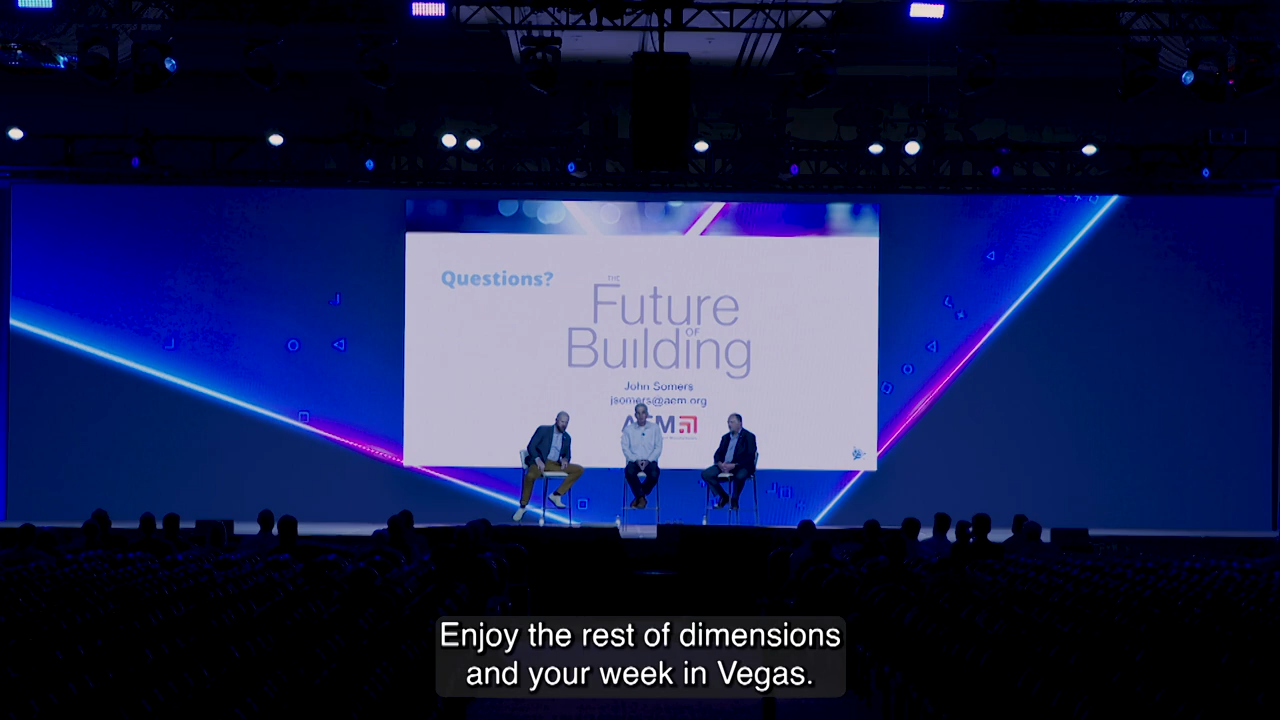 Questions?
THE
Future
OF
Building
John Somers
jsomers@aem.org
AEM
Enjoy the rest of dimensions
and your week in Vegas.